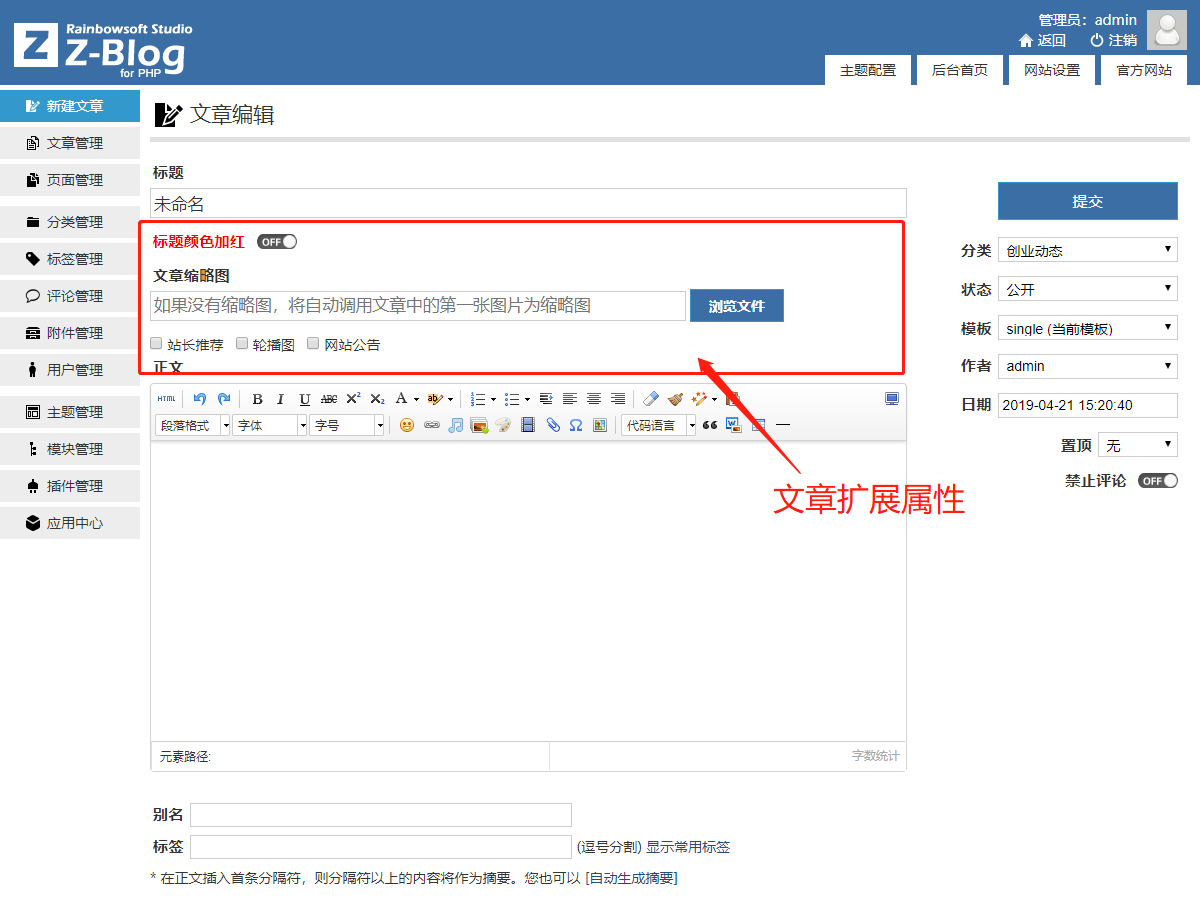 Rainbowsoft Studio
Z-Blog
for PHP
管理员：admin
返回 注销
主题配置 后台首页 网站设置 官方网站
新建文章
文章管理
页面管理
分类管理
标签管理
评论管理
附件管理
用户管理
主题管理
模块管理
插件管理
应用中心
文章编辑
标题
未命名
标题颜色加红 OFF
文章缩略图
如果没有缩略图，将自动调用文章中的第一张图片为缩略图 浏览文件
站长推荐 轮播图 网站公告
正文
HTML B I U ABC X² X₂ A ab
段落格式 字体 字号 Ω 代码语言
文章扩展属性
元素路径: 字数统计
别名
标签 (逗号分割) 显示常用标签
* 在正文插入首条分隔符，则分隔符以上的内容将作为摘要。您也可以 [自动生成摘要]
提交
分类 创业动态
状态 公开
模板 single (当前模板)
作者 admin
日期 2019-04-21 15:20:40
置顶 无
禁止评论 OFF